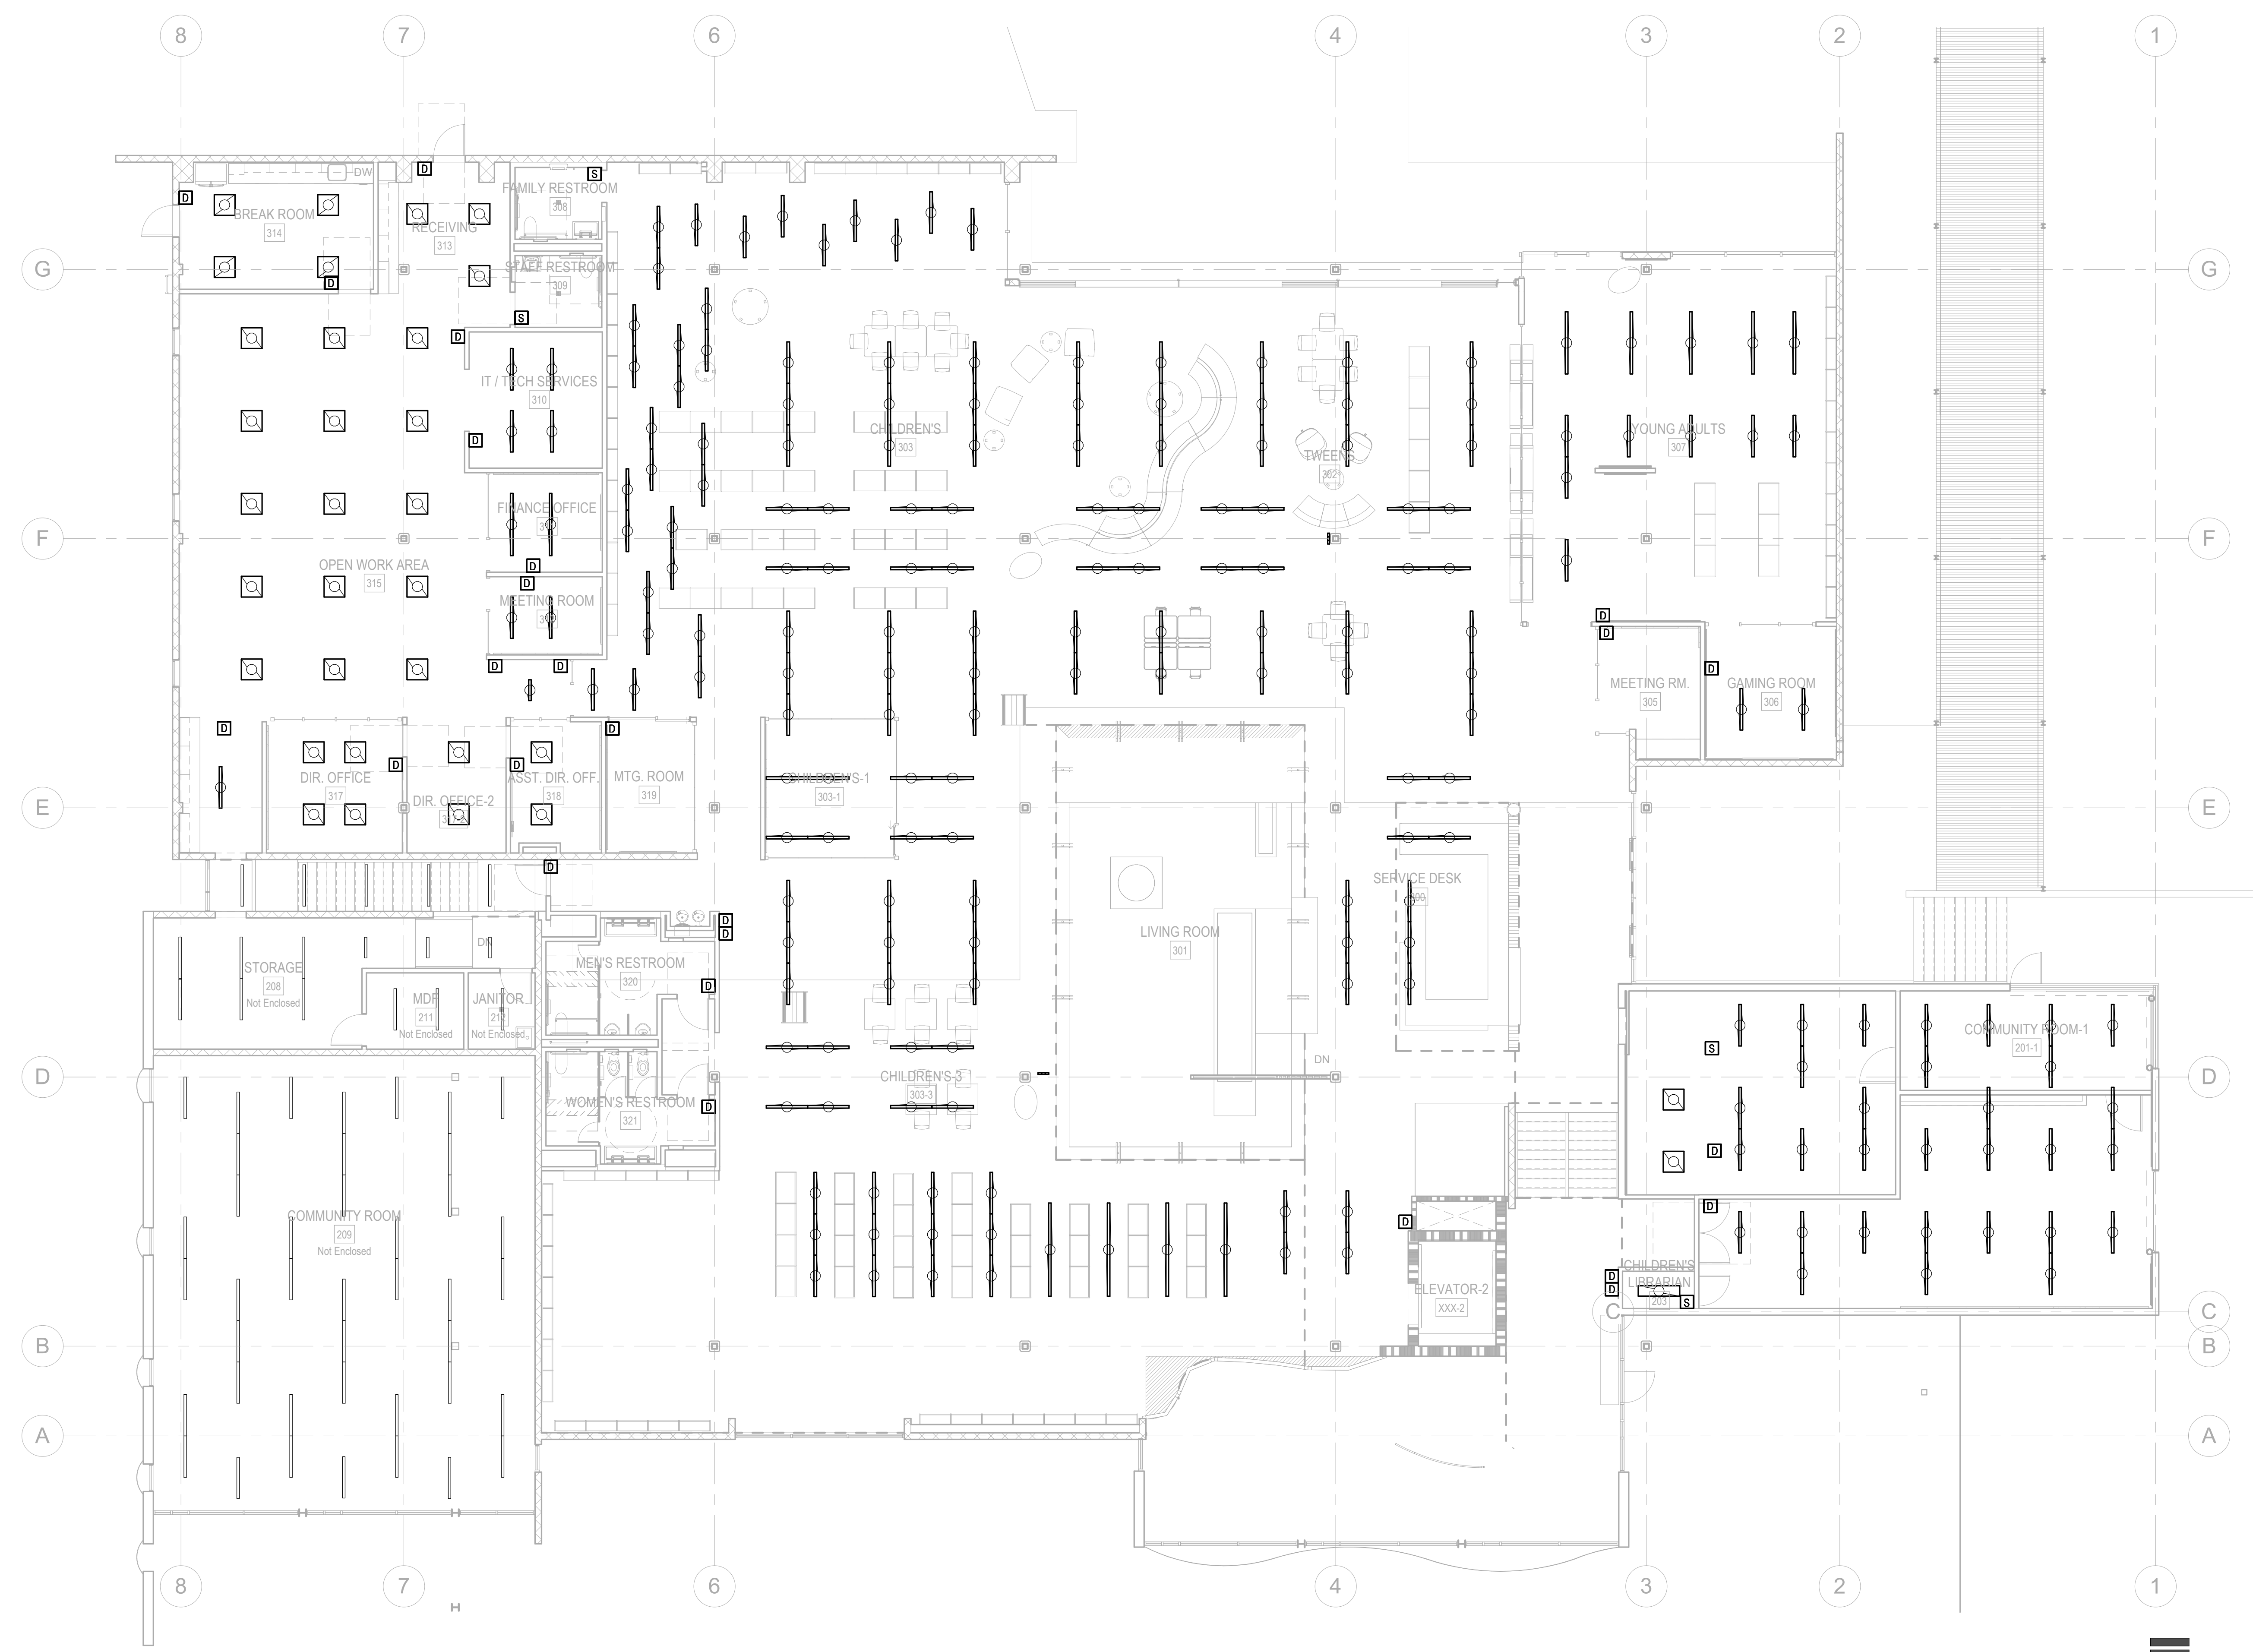 8 7 6 4 3 2 1
DW
D
FAMILY RESTROOM
S
308
D
BREAK ROOM
314
RECEIVING
313
G
STAFF RESTROOM
309
D
G
S
D
IT / TECH SERVICES
310
D
CHILDREN'S
303
TWEENS
302
YOUNG ADULTS
307
FINANCE OFFICE
F
F
OPEN WORK AREA
315
D
D
MEETING ROOM
D
D
D
D
D
MEETING RM.
305
GAMING ROOM
306
D
D
D
D
DIR. OFFICE
317
DIR. OFFICE-2
ASST. DIR. OFF.
318
MTG. ROOM
319
CHILDREN'S-1
303-1
E
E
D
SERVICE DESK
D
D
DN
LIVING ROOM
301
STORAGE
208
Not Enclosed
MEN'S RESTROOM
320
D
MDF
211
Not Enclosed
JANITOR
212
Not Enclosed
COMMUNITY ROOM-1
201-1
S
DN
D
D
CHILDREN'S-3
303-3
WOMEN'S RESTROOM
321
D
D
COMMUNITY ROOM
209
Not Enclosed
D
D
ELEVATOR-2
XXX-2
CHILDREN'S
LIBRARIAN
203
D
D
S
C
C
B
B
A
A
8 7 6 4 3 2 1